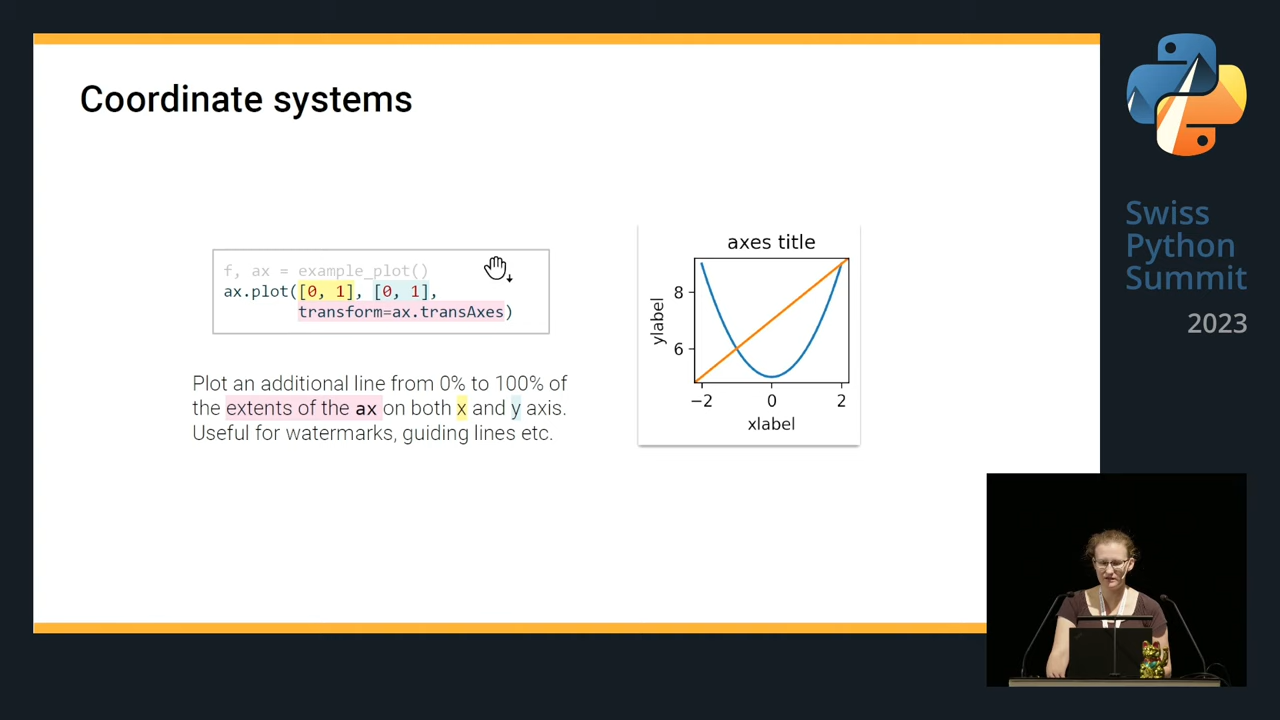 Coordinate systems
f, ax = example_plot()
ax.plot([0, 1], [0, 1],
transform=ax.transAxes)
Plot an additional line from 0% to 100% of
the extents of the ax on both x and y axis.
Useful for watermarks, guiding lines etc.
axes title
8
6
ylabel
−2
0
2
xlabel
Swiss
Python
Summit
2023